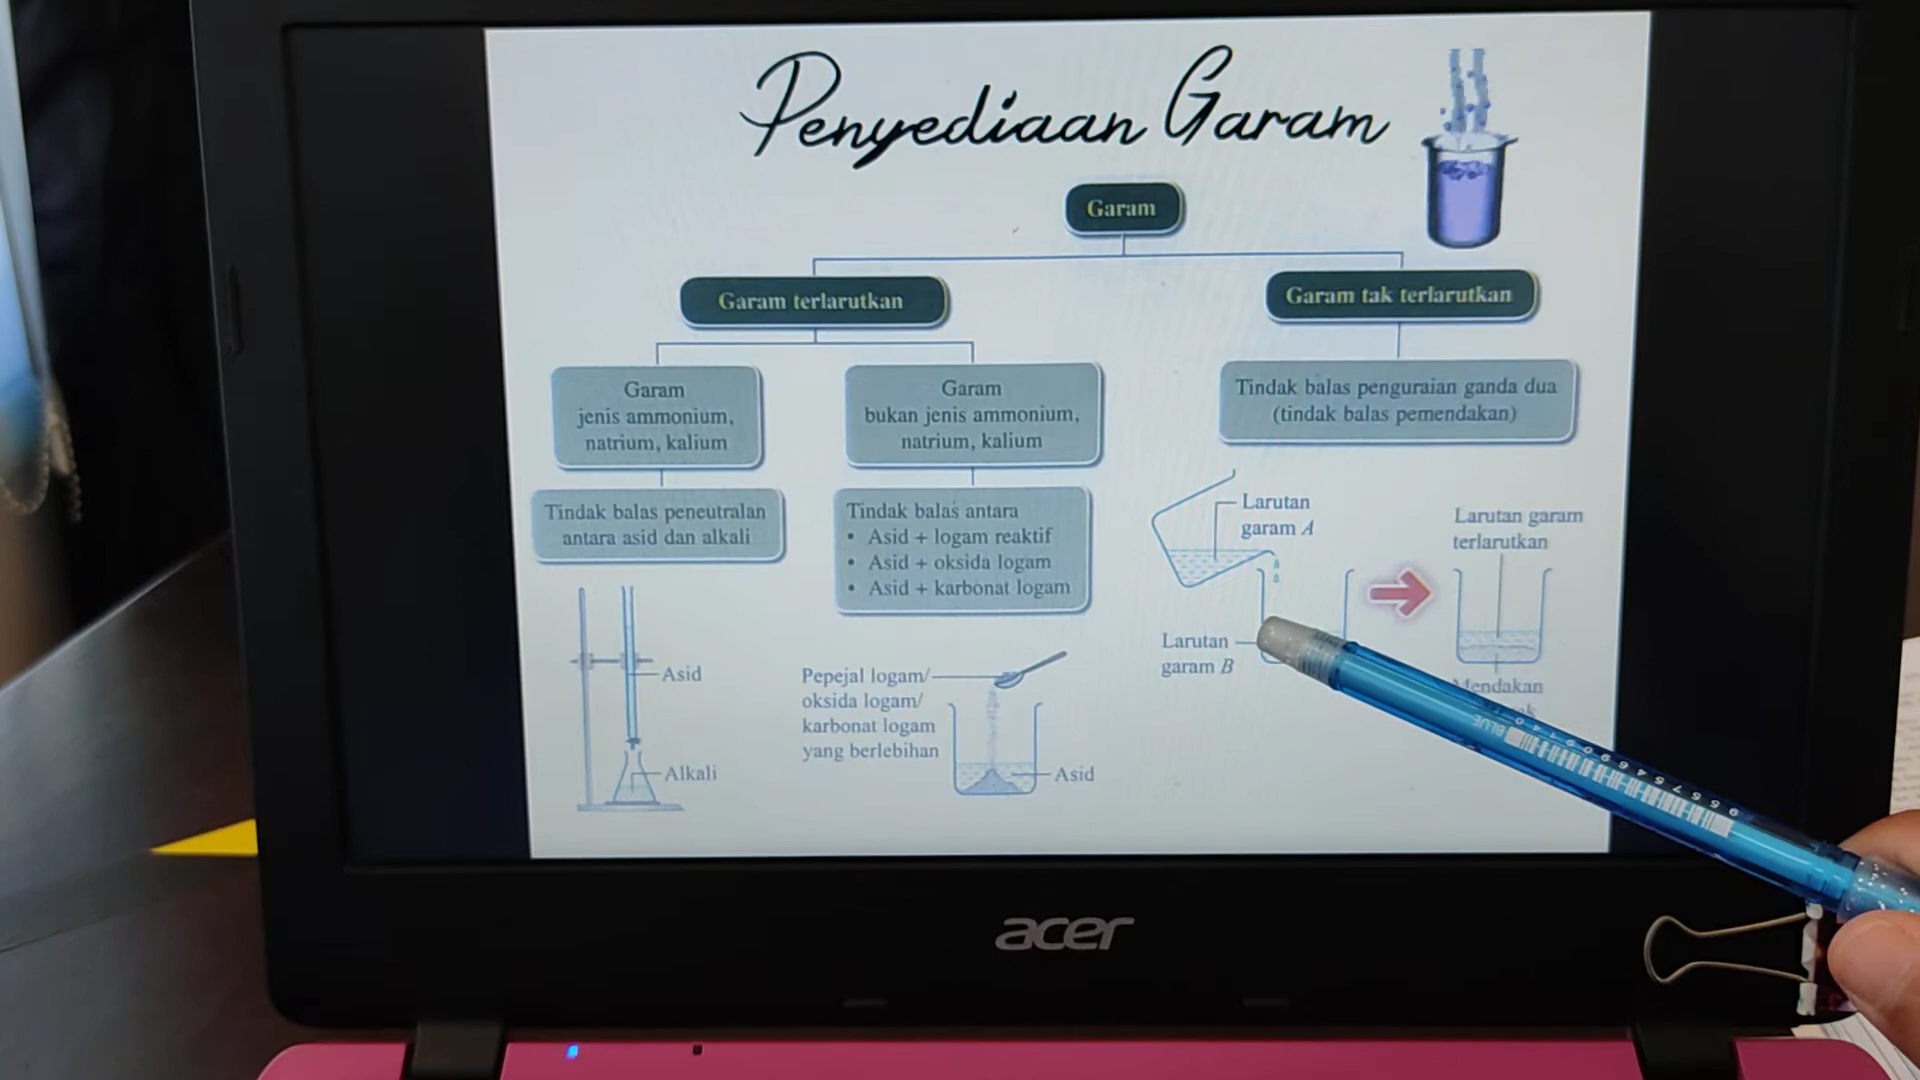 Penyediaan Garam
Garam
Garam terlarutkan
Garam tak terlarutkan
Garam
jenis ammonium,
natrium, kalium
Garam
bukan jenis ammonium,
natrium, kalium
Tindak balas penguraian ganda dua
(tindak balas pemendakan)
Tindak balas peneutralan
antara asid dan alkali
Tindak balas antara
• Asid + logam reaktif
• Asid + oksida logam
• Asid + karbonat logam
Larutan
garam A
Larutan garam
terlarutkan
Larutan
garam B
Mendakan
Asid
Alkali
Pepejal logam/
oksida logam/
karbonat logam
yang berlebihan
Asid
BLUE
acer